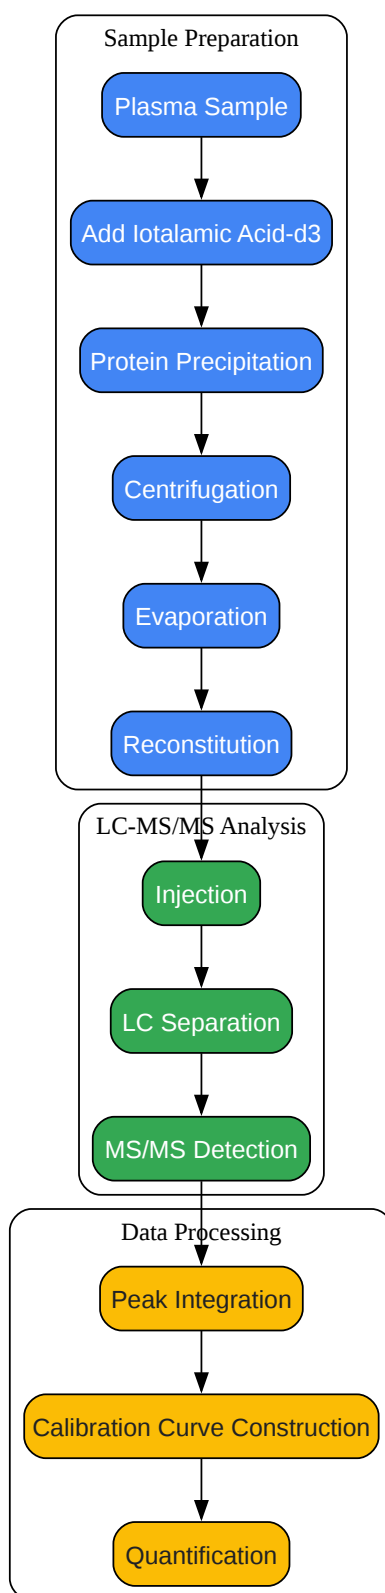 Sample Preparation
Plasma Sample
Add Iotalamic Acid-d3
Protein Precipitation
Centrifugation
Evaporation
Reconstitution
LC-MS/MS Analysis
Injection
LC Separation
MS/MS Detection
Data Processing
Peak Integration
Calibration Curve Construction
Quantification